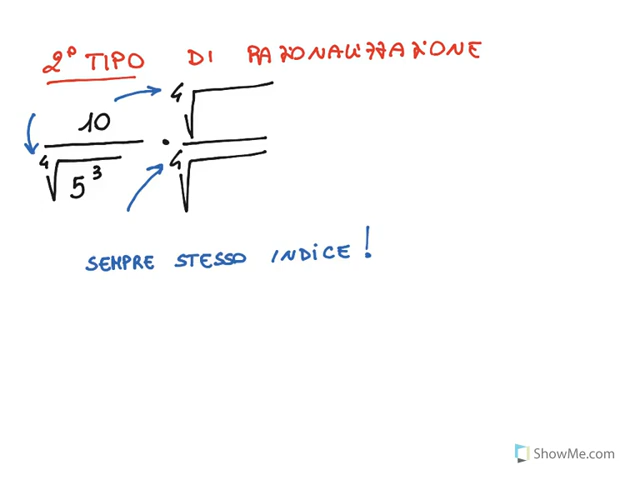 2° TIPO DI RAZIONALIZZAZIONE
10 4√
4√5³ · 4√
SEMPRE STESSO INDICE!
ShowMe.com